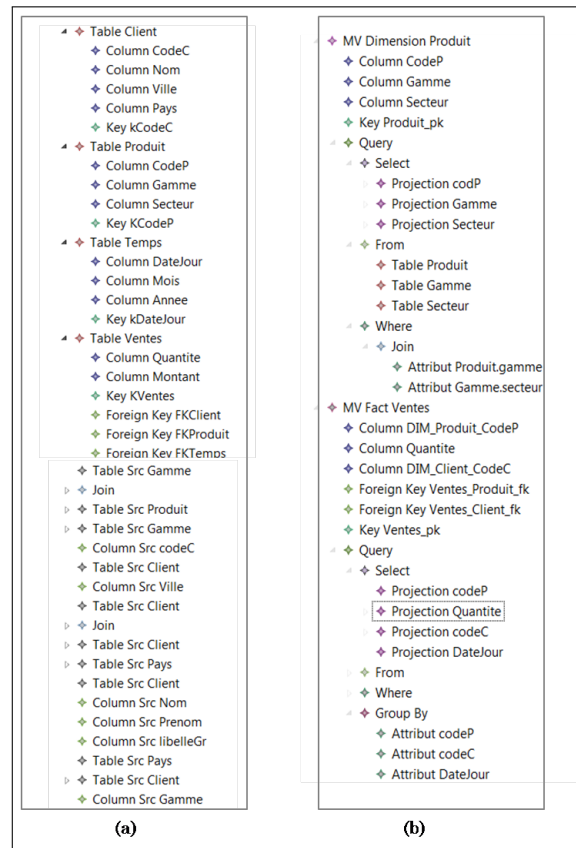 Table Client
Column CodeC
Column Nom
Column Ville
Column Pays
Key kCodeC
Table Produit
Column CodeP
Column Gamme
Column Secteur
Key KCodeP
Table Temps
Column DateJour
Column Mois
Column Annee
Key kDateJour
Table Ventes
Column Quantite
Column Montant
Key KVentes
Foreign Key FKClient
Foreign Key FKProduit
Foreign Key FKTemps
Table Src Gamme
Join
Table Src Produit
Table Src Gamme
Column Src codeC
Table Src Client
Column Src Ville
Table Src Client
Join
Table Src Client
Table Src Pays
Table Src Client
Column Src Nom
Column Src Prenom
Column Src libelleGr
Table Src Pays
Table Src Client
Column Src Gamme
(a)
MV Dimension Produit
Column CodeP
Column Gamme
Column Secteur
Key Produit_pk
Query
Select
Projection codP
Projection Gamme
Projection Secteur
From
Table Produit
Table Gamme
Table Secteur
Where
Join
Attribut Produit.gamme
Attribut Gamme.secteur
MV Fact Ventes
Column DIM_Produit_CodeP
Column Quantite
Column DIM_Client_CodeC
Foreign Key Ventes_Produit_fk
Foreign Key Ventes_Client_fk
Key Ventes_pk
Query
Select
Projection codeP
Projection Quantite
Projection codeC
Projection DateJour
From
Where
Group By
Attribut codeP
Attribut codeC
Attribut DateJour
(b)